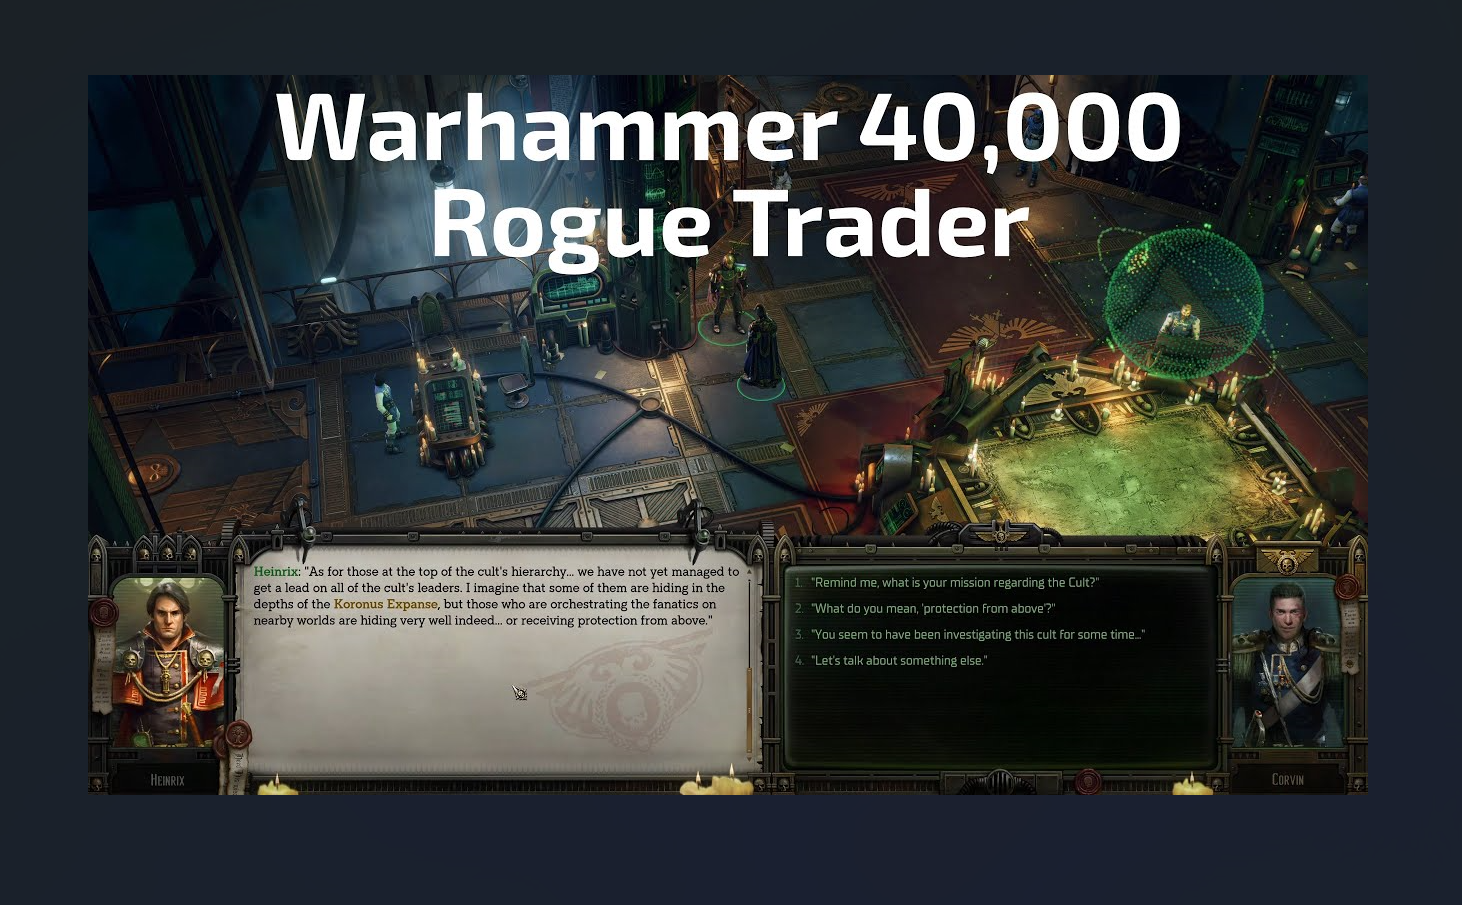 Warhammer 40,000
Rogue Trader
Heinrix: "As for those at the top of the cult's hierarchy... we have not yet managed to
get a lead on all of the cult's leaders. I imagine that some of them are hiding in the
depths of the Koronus Expanse, but those who are orchestrating the fanatics on
nearby worlds are hiding very well indeed... or receiving protection from above."
1. "Remind me, what is your mission regarding the Cult?"
2. "What do you mean, 'protection from above'?"
3. "You seem to have been investigating this cult for some time..."
4. "Let's talk about something else."
Heinrix
Corvin